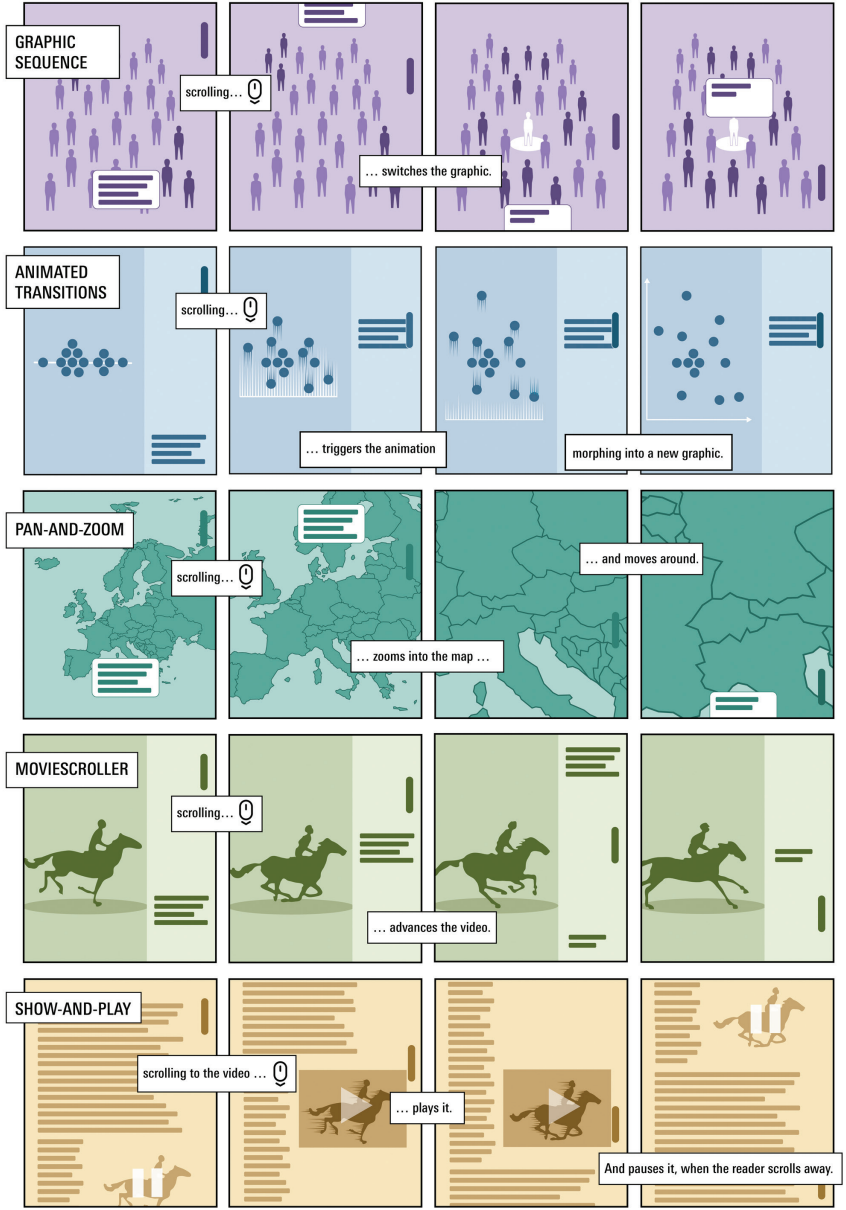 GRAPHIC
SEQUENCE
scrolling...
... switches the graphic.
ANIMATED
TRANSITIONS
scrolling...
... triggers the animation
morphing into a new graphic.
PAN-AND-ZOOM
scrolling...
... and moves around.
... zooms into the map ...
MOVIESCROLLER
scrolling...
... advances the video.
SHOW-AND-PLAY
scrolling to the video ...
... plays it.
And pauses it, when the reader scrolls away.